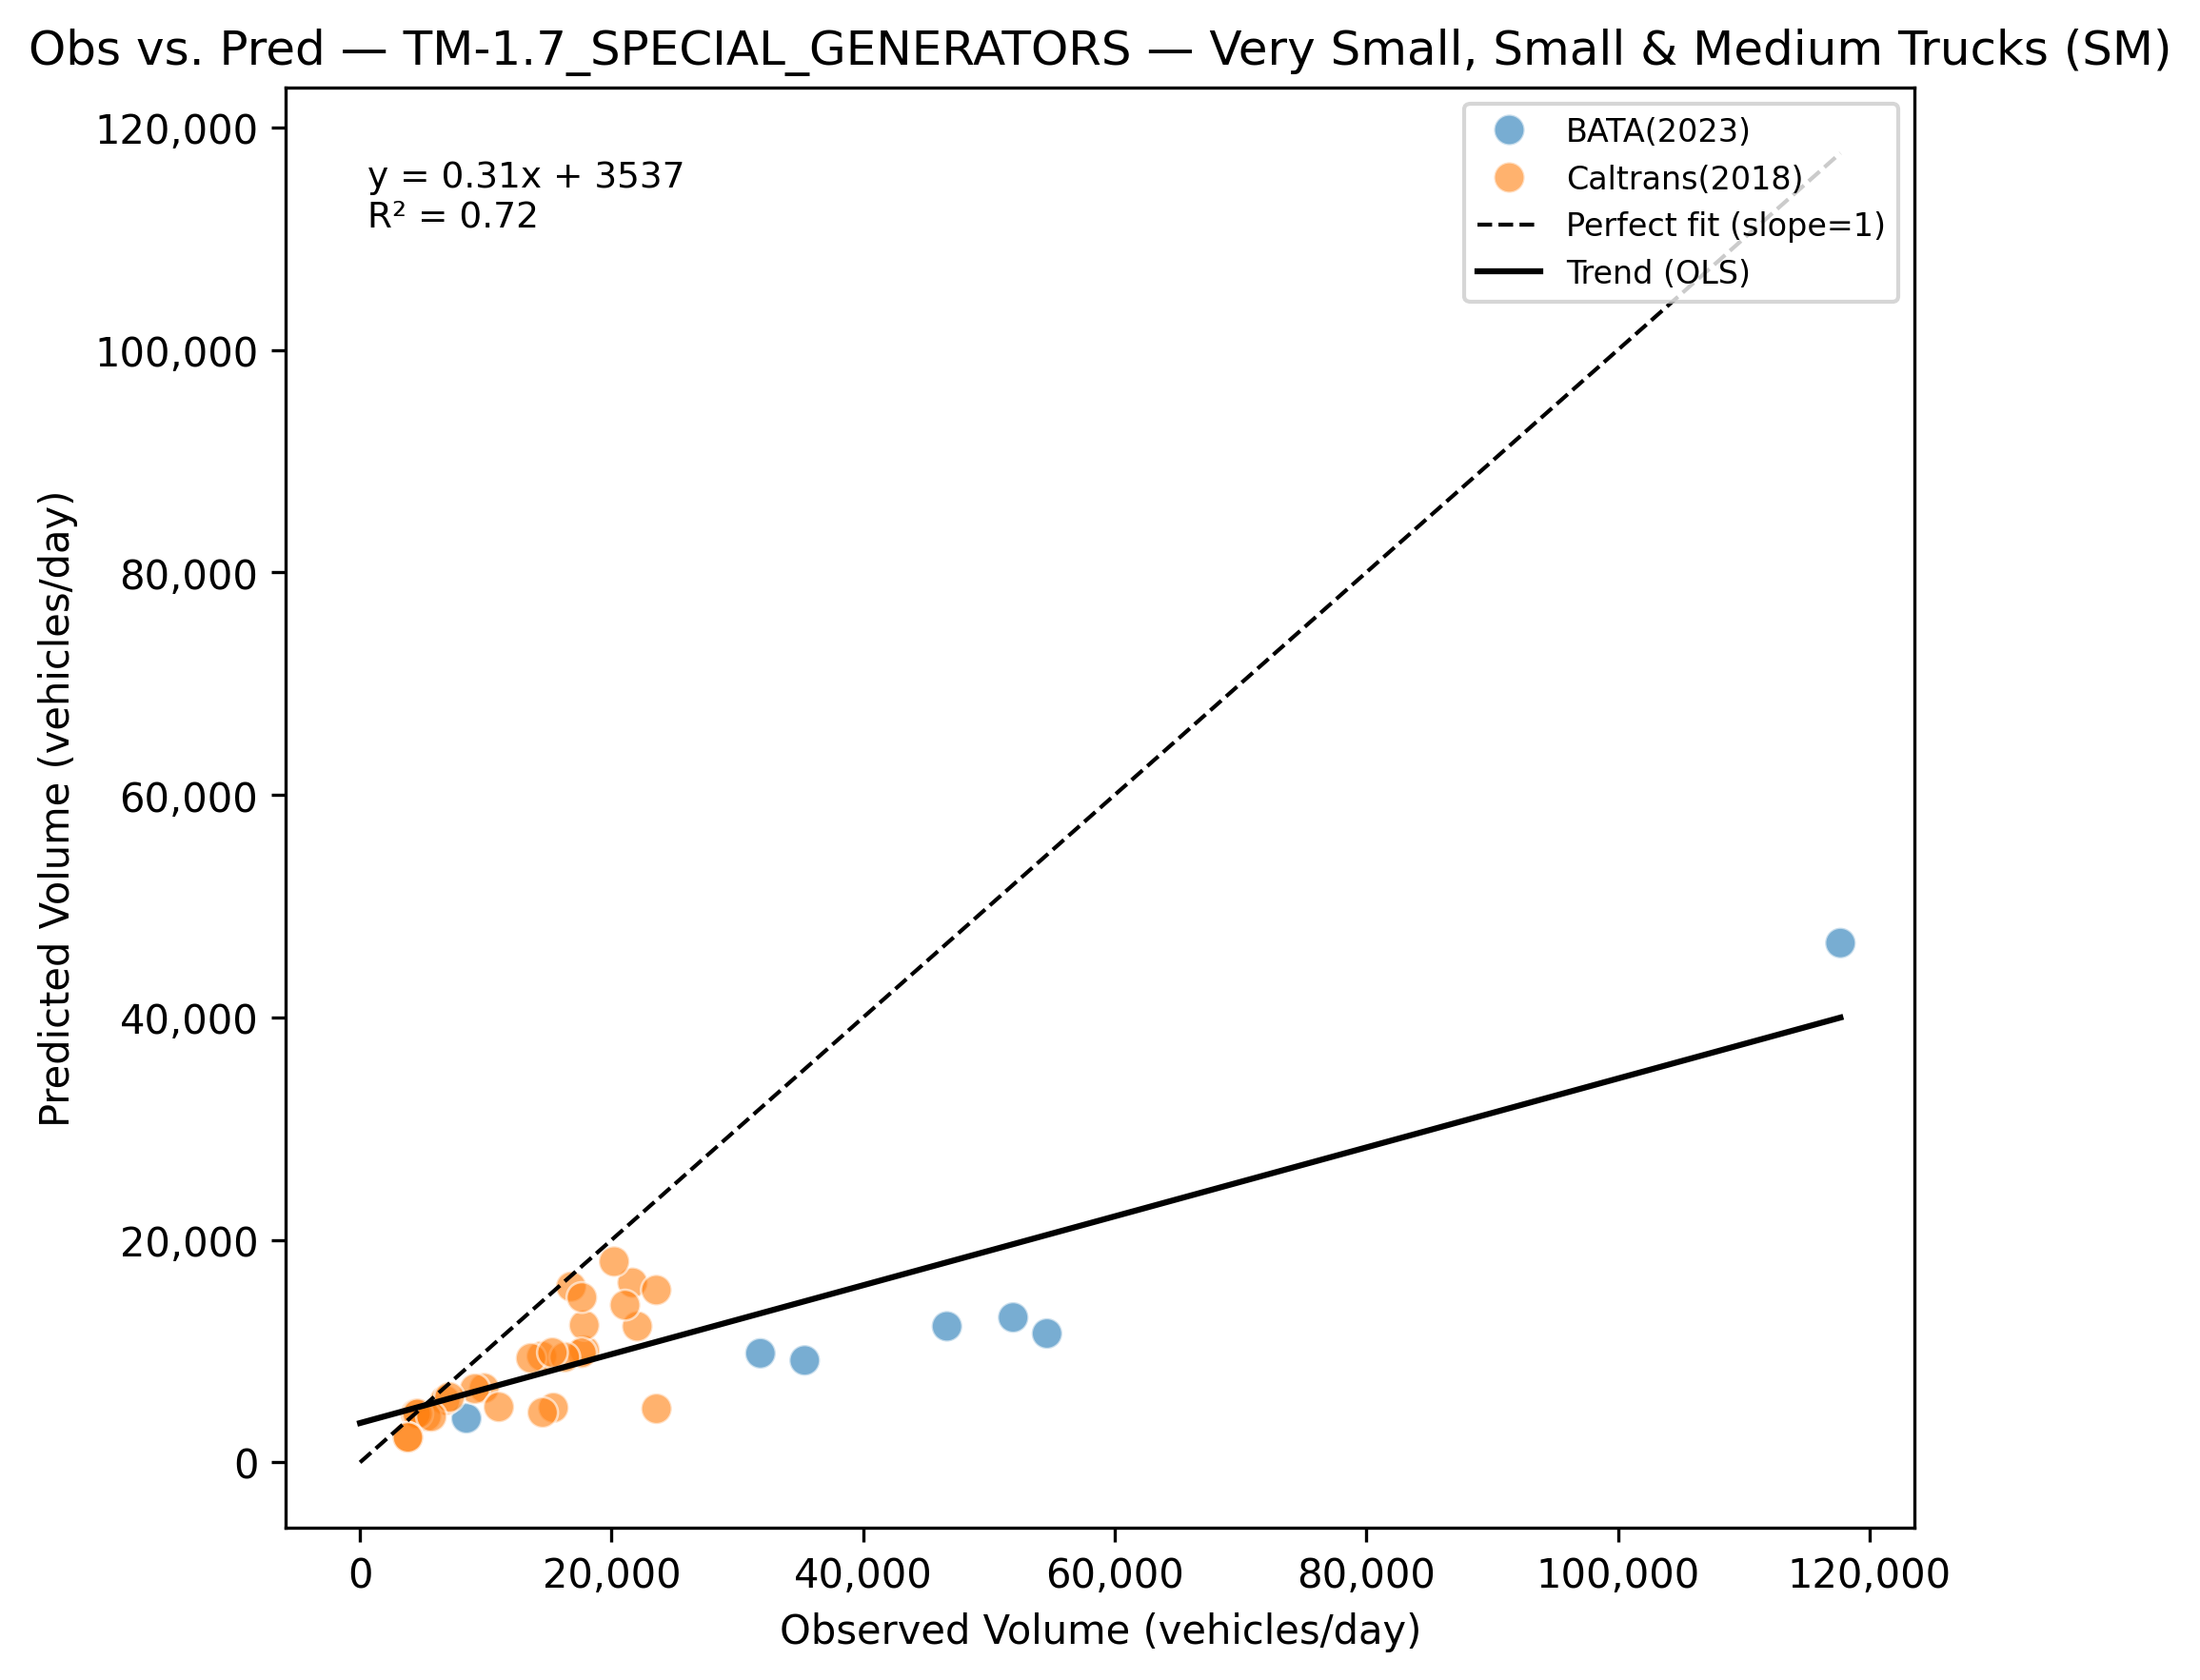 Obs vs. Pred — TM-1.7_SPECIAL_GENERATORS — Very Small, Small & Medium Trucks (SM)
y = 0.31x + 3537
R² = 0.72
BATA(2023)
Caltrans(2018)
Perfect fit (slope=1)
Trend (OLS)
Predicted Volume (vehicles/day)
120,000
100,000
80,000
60,000
40,000
20,000
0
0
20,000
40,000
60,000
80,000
100,000
120,000
Observed Volume (vehicles/day)